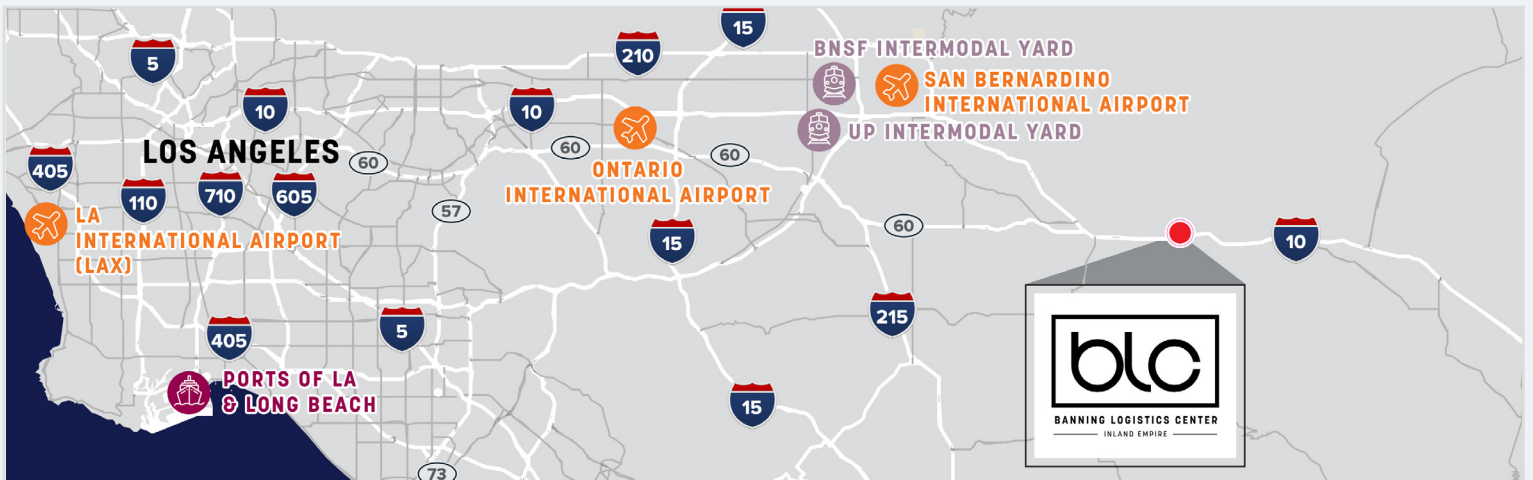 15
5
210
BNSF INTERMODAL YARD
SAN BERNARDINO
INTERNATIONAL AIRPORT
10
10
UP INTERMODAL YARD
LOS ANGELES
60
60
60
405
ONTARIO
INTERNATIONAL AIRPORT
110
710
605
57
LA
INTERNATIONAL AIRPORT
(LAX)
15
60
10
215
405
5
PORTS OF LA
& LONG BEACH
15
73
blc
BANNING LOGISTICS CENTER
INLAND EMPIRE